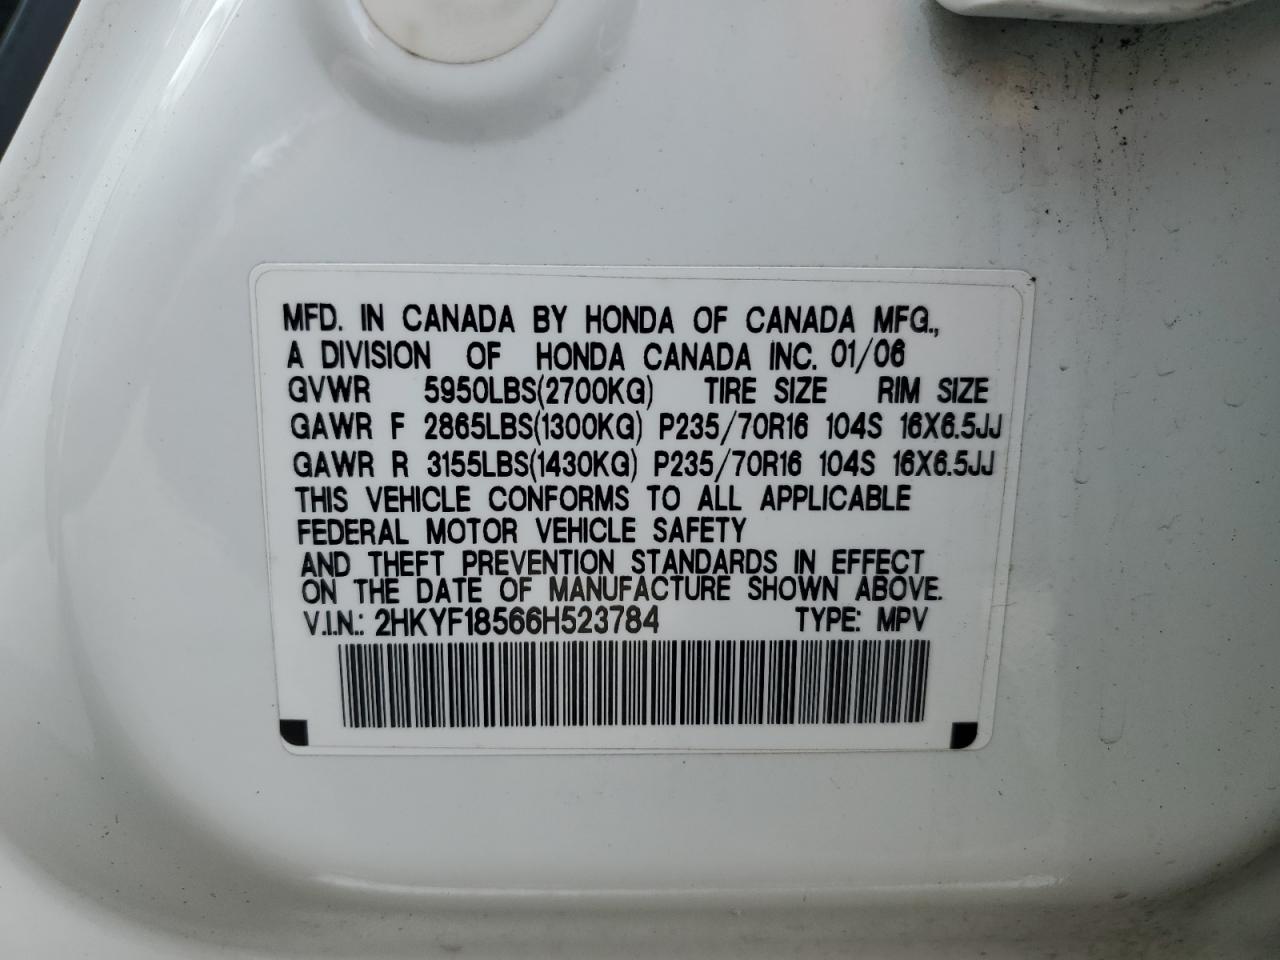 MFD. IN CANADA BY HONDA OF CANADA MFG.,
A DIVISION OF HONDA CANADA INC. 01/06
GVWR 5950LBS(2700KG) TIRE SIZE RIM SIZE
GAWR F 2865LBS(1300KG) P235/70R16 104S 16X6.5JJ
GAWR R 3155LBS(1430KG) P235/70R16 104S 16X6.5JJ
THIS VEHICLE CONFORMS TO ALL APPLICABLE
FEDERAL MOTOR VEHICLE SAFETY
AND THEFT PREVENTION STANDARDS IN EFFECT
ON THE DATE OF MANUFACTURE SHOWN ABOVE.
V.I.N.: 2HKYF18566H523784 TYPE: MPV